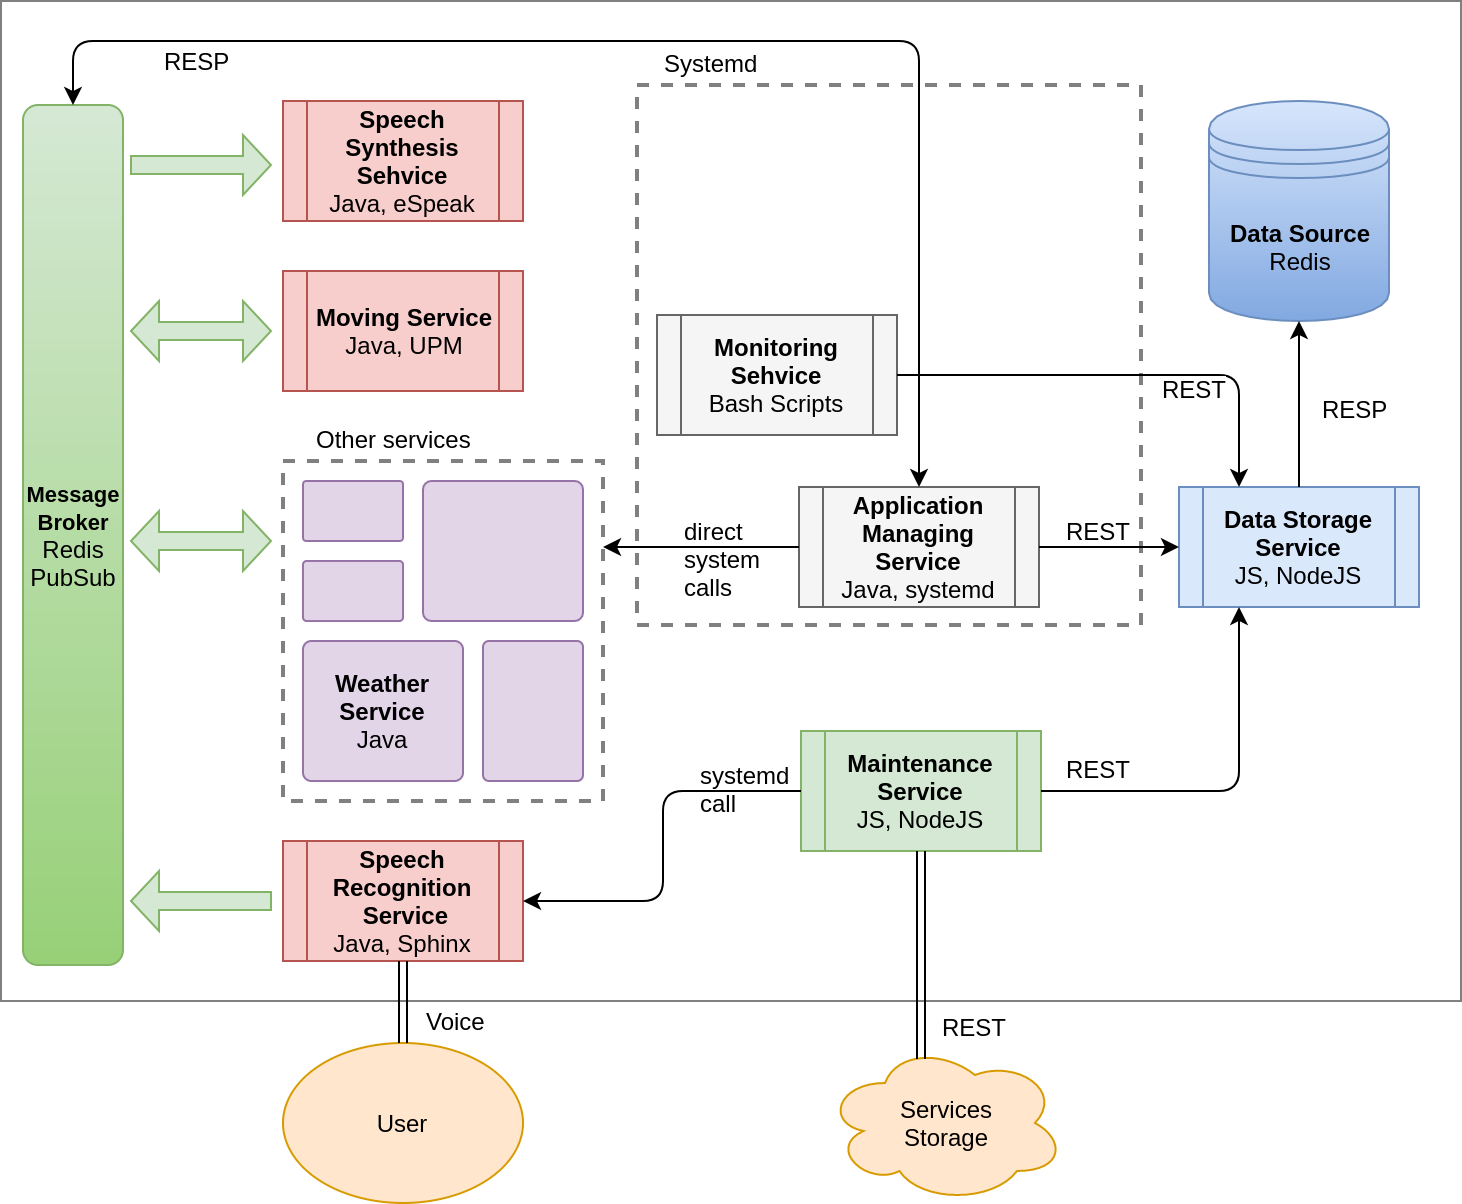 RESP
Systemd
Speech
Synthesis
Sehvice
Java, eSpeak
Data Source
Redis
Moving Service
Java, UPM
Monitoring
Sehvice
Bash Scripts
REST
RESP
Other services
Message
Broker
Redis
PubSub
direct
system
calls
Application
Managing
Service
Java, systemd
REST
Data Storage
Service
JS, NodeJS
Weather
Service
Java
systemd
call
Maintenance
Service
JS, NodeJS
REST
Speech
Recognition
Service
Java, Sphinx
Voice
REST
User
Services
Storage